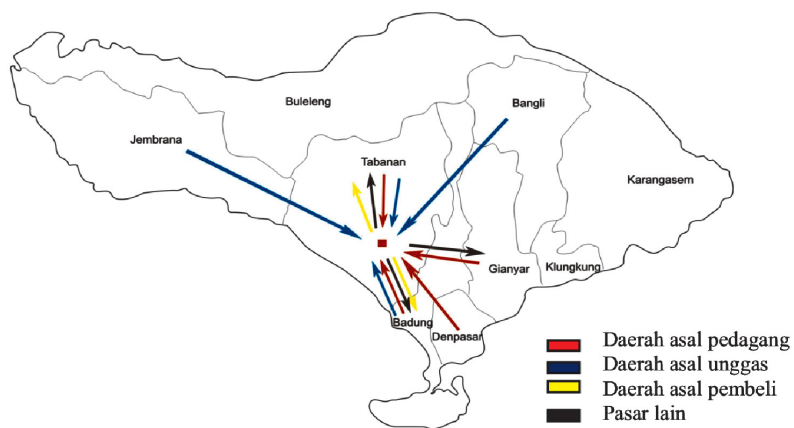 Buleleng
Bangli
Jembrana
Tabanan
Karangasem
Gianyar
Klungkung
Badung
Denpasar
Daerah asal pedagang
Daerah asal unggas
Daerah asal pembeli
Pasar lain